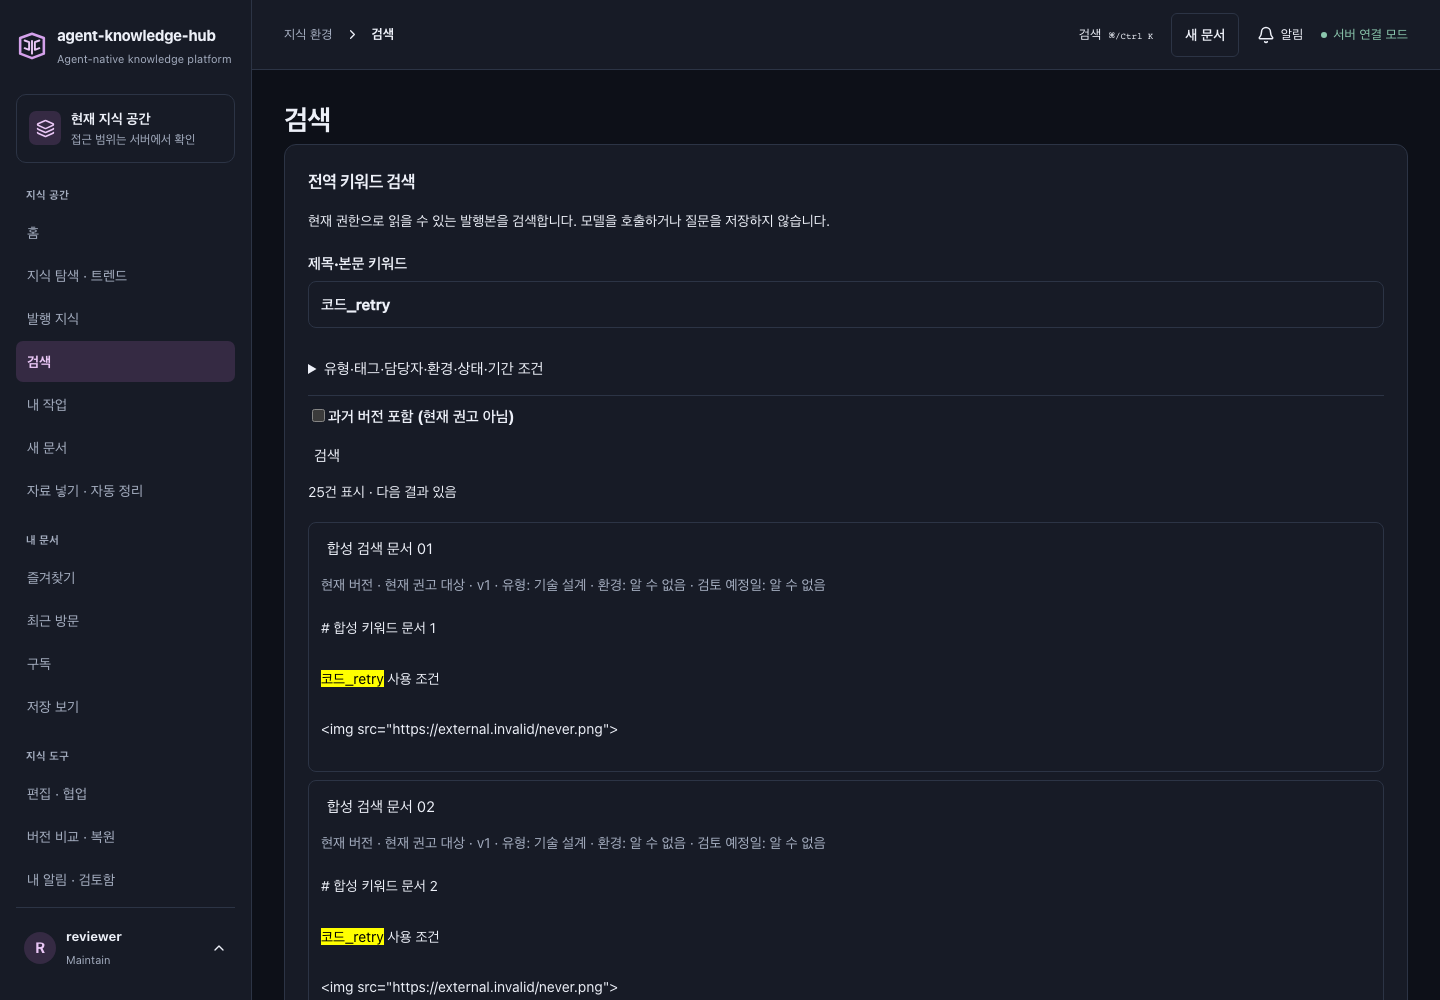 agent-knowledge-hub
Agent-native knowledge platform
현재 지식 공간
접근 범위는 서버에서 확인
지식 공간
홈
지식 탐색 · 트렌드
발행 지식
검색
내 작업
새 문서
자료 넣기 · 자동 정리
내 문서
즐겨찾기
최근 방문
구독
저장 보기
지식 도구
편집 · 협업
버전 비교 · 복원
내 알림 · 검토함
R
reviewer
Maintain
지식 환경 > 검색
검색 ⌘/Ctrl K
새 문서
알림
서버 연결 모드
검색
전역 키워드 검색
현재 권한으로 읽을 수 있는 발행본을 검색합니다. 모델을 호출하거나 질문을 저장하지 않습니다.
제목·본문 키워드
코드_retry
유형·태그·담당자·환경·상태·기간 조건
과거 버전 포함 (현재 권고 아님)
검색
25건 표시 · 다음 결과 있음
합성 검색 문서 01
현재 버전 · 현재 권고 대상 · v1 · 유형: 기술 설계 · 환경: 알 수 없음 · 검토 예정일: 알 수 없음
# 합성 키워드 문서 1
코드_retry 사용 조건
<img src="https://external.invalid/never.png">
합성 검색 문서 02
현재 버전 · 현재 권고 대상 · v1 · 유형: 기술 설계 · 환경: 알 수 없음 · 검토 예정일: 알 수 없음
# 합성 키워드 문서 2
코드_retry 사용 조건
<img src="https://external.invalid/never.png">